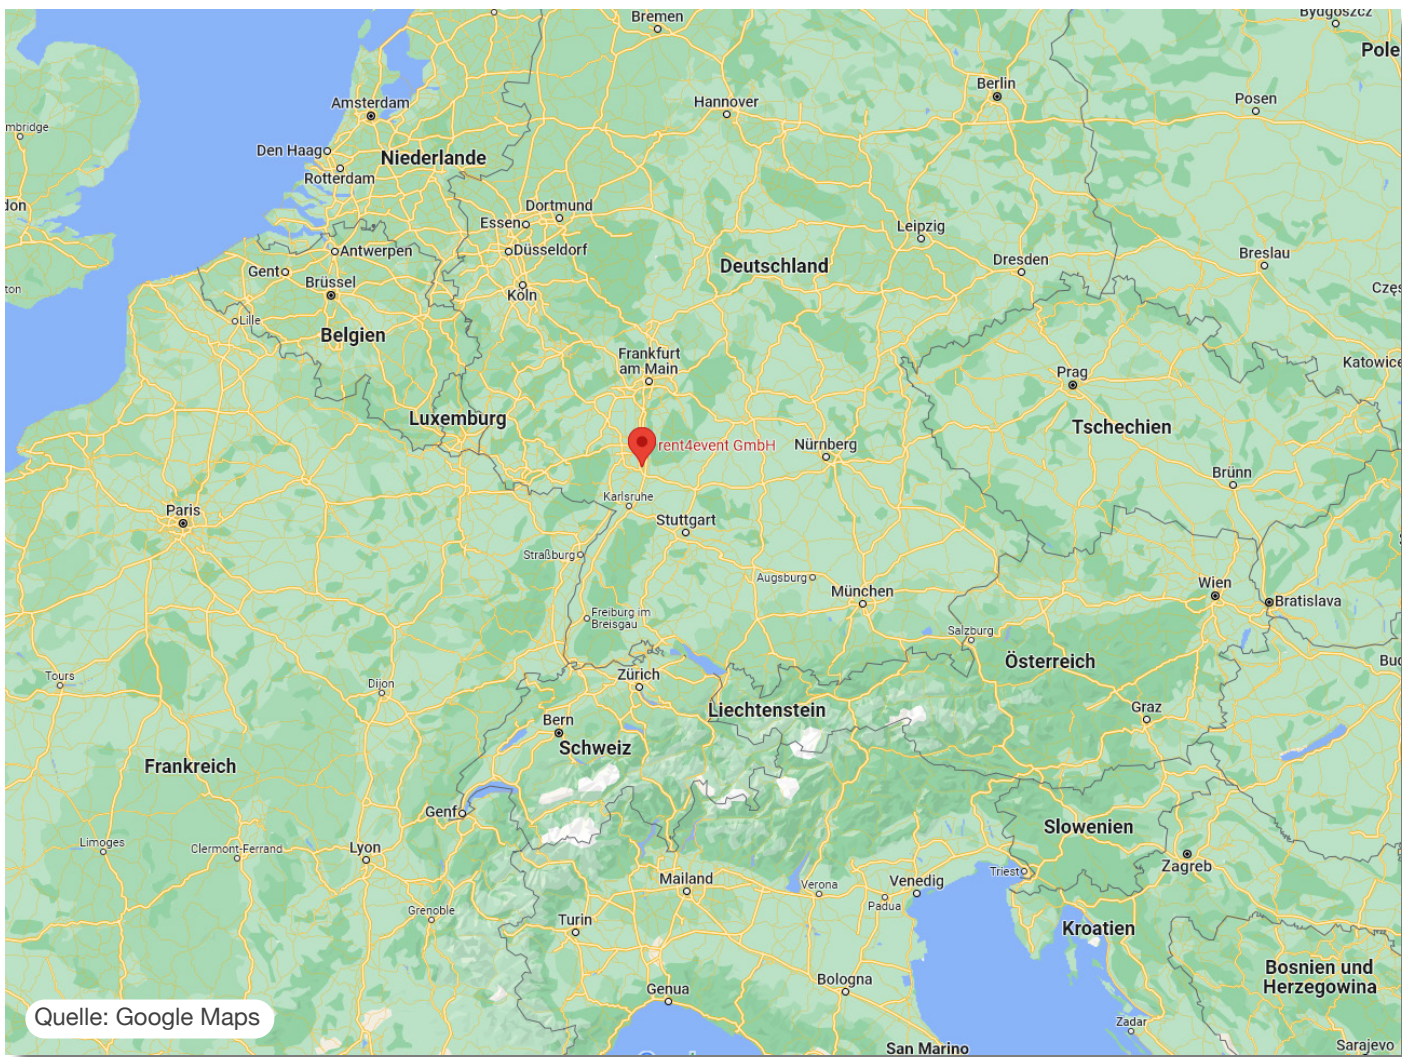 Bremen
Bydgoszcz
Pole
Berlin
Amsterdam
Hannover
Posen
mbridge
Den Haag
Niederlande
Rotterdam
don
Dortmund
Essen
Leipzig
Antwerpen
Düsseldorf
Deutschland
Breslau
Gent
Brüssel
Dresden
ton
Köln
Częs
Lille
Belgien
Frankfurt
am Main
Katowice
Prag
Luxemburg
Tschechien
rent4event GmbH
Nürnberg
Brünn
Karlsruhe
Paris
Stuttgart
Straßburg
Augsburg
München
Wien
Bratislava
Freiburg im
Breisgau
Salzburg
Österreich
Buc
Tours
Dijon
Zürich
Liechtenstein
Graz
Bern
Schweiz
Frankreich
Genf
Slowenien
Limoges
Clermont-Ferrand
Lyon
Zagreb
Mailand
Verona
Venedig
Triest
Padua
Grenoble
Turin
Kroatien
Bosnien und
Herzegowina
Bologna
Genua
Quelle: Google Maps
Zadar
San Marino
Sarajevo